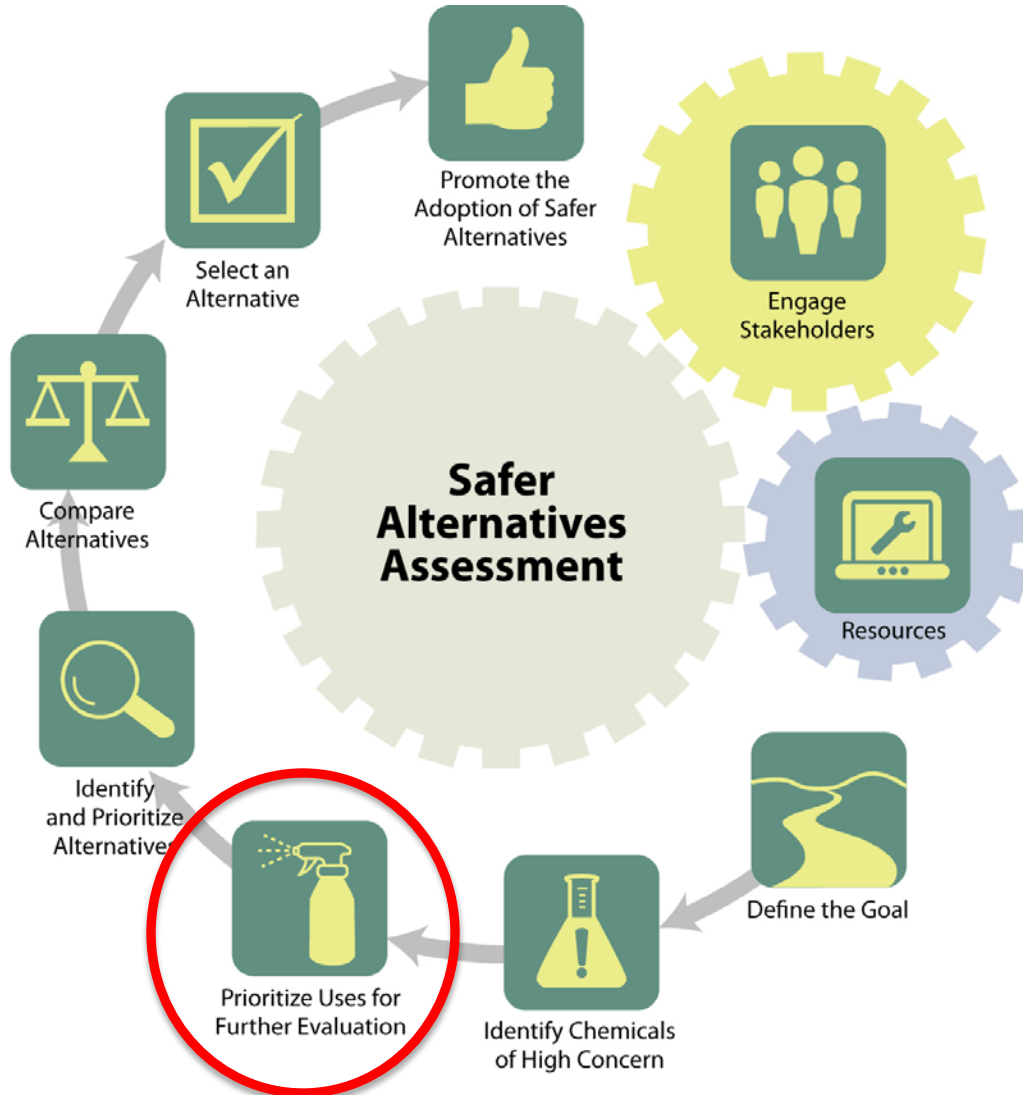 Promote the
Adoption of Safer
Alternatives
Select an
Alternative
Engage
Stakeholders
Compare
Alternatives
Safer
Alternatives
Assessment
Resources
Identify
and Prioritize
Alternatives
Define the Goal
Prioritize Uses for
Further Evaluation
Identify Chemicals
of High Concern